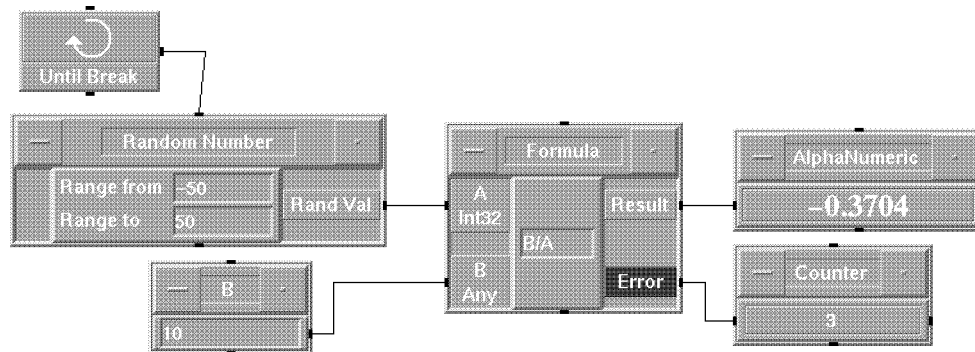 Until Break
Random Number
Range from -50
Range to 50
Rand Val
Formula
A
Int32
B
Any
B/A
Result
Error
AlphaNumeric
-0.3704
B
10
Counter
3